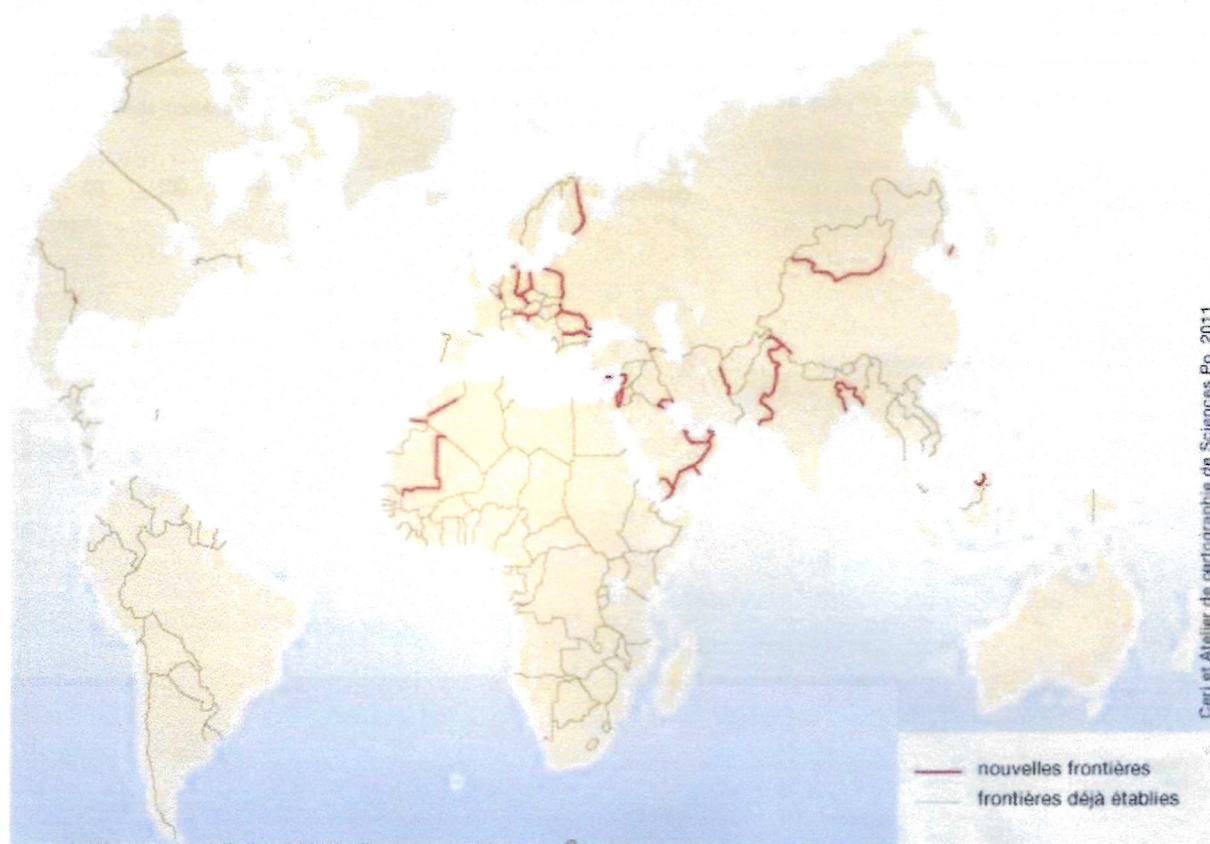 nouvelles frontières
frontières déjà établies
Ceri et Atelier de cartographie de Sciences Po, 2011